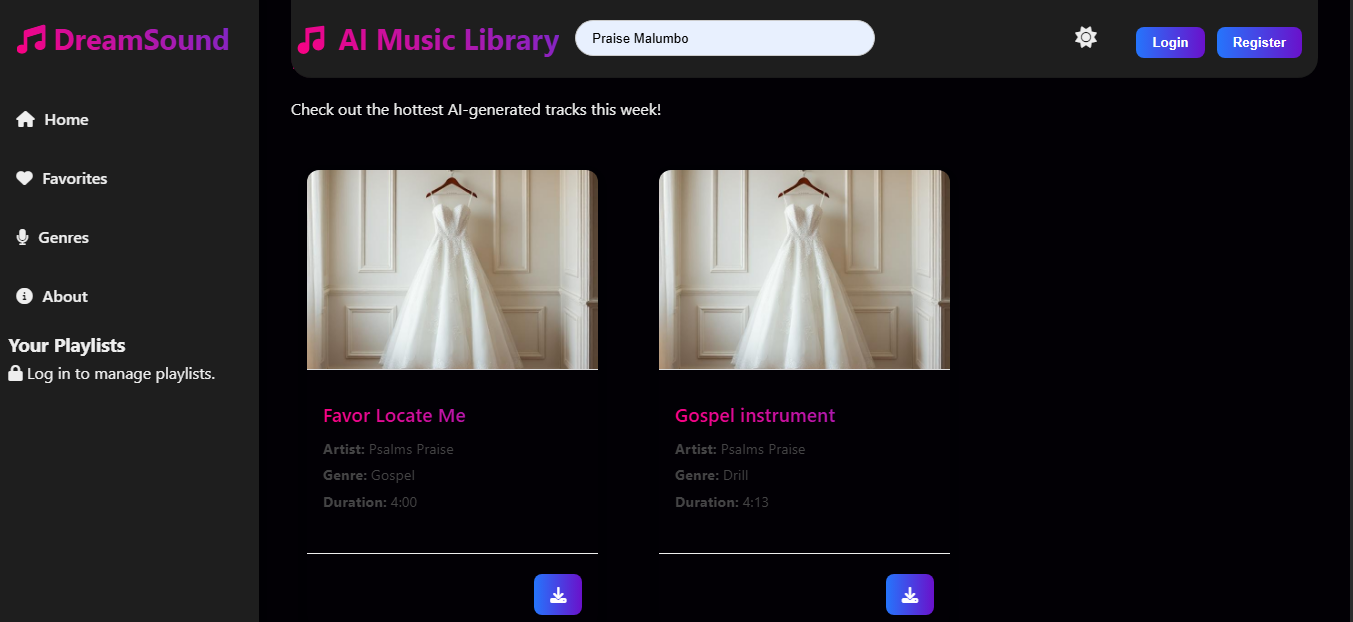 DreamSound
Home
Favorites
Genres
About
Your Playlists
Log in to manage playlists.
AI Music Library
Praise Malumbo
Login
Register
Check out the hottest AI-generated tracks this week!
Favor Locate Me
Artist: Psalms Praise
Genre: Gospel
Duration: 4:00
Gospel instrument
Artist: Psalms Praise
Genre: Drill
Duration: 4:13